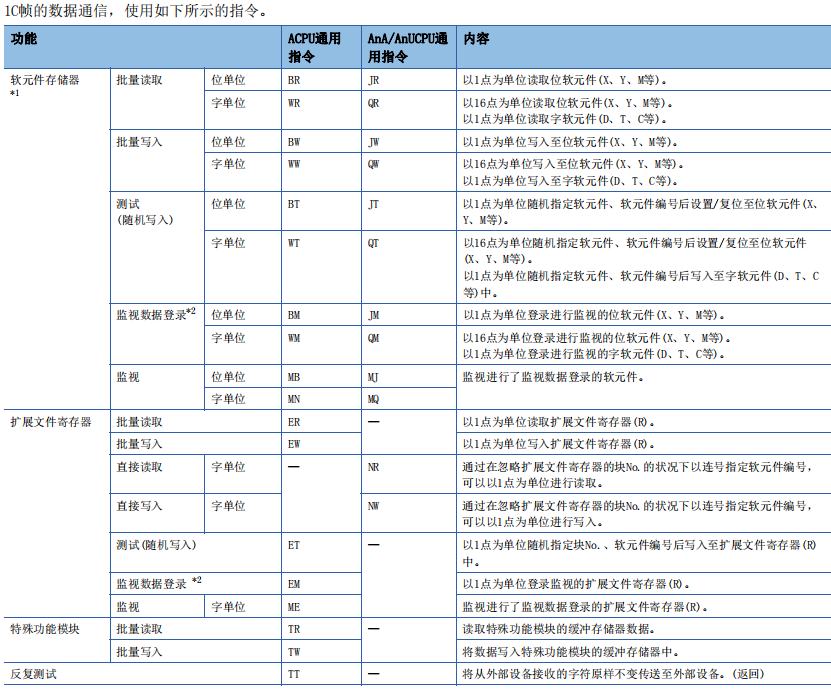 1C帧的数据通信，使用如下所示的指令。
功能 ACPU通用指令 AnA/AnUCPU通用指令 内容
软元件存储器*1 批量读取 位单位 BR JR 以1点为单位读取位软元件(X、Y、M等)。
字单位 WR QR 以16点为单位读取位软元件(X、Y、M等)。
以1点为单位读取字软元件(D、T、C等)。
批量写入 位单位 BW JW 以1点为单位写入至位软元件(X、Y、M等)。
字单位 WW QW 以16点为单位写入至位软元件(X、Y、M等)。
以1点为单位写入至字软元件(D、T、C等)。
测试(随机写入) 位单位 BT JT 以1点为单位随机指定软元件、软元件编号后设置/复位至位软元件(X、
Y、M等)。
字单位 WT QT 以16点为单位随机指定软元件、软元件编号后设置/复位至位软元件
(X、Y、M等)。
以1点为单位随机指定软元件、软元件编号后写入至字软元件(D、T、C
等)中。
监视数据登录*2 位单位 BM JM 以1点为单位登录进行监视的位软元件(X、Y、M等)。
字单位 WM QM 以16点为单位登录进行监视的位软元件(X、Y、M等)。
以1点为单位登录进行监视的字软元件(D、T、C等)。
监视 位单位 MB MJ 监视进行了监视数据登录的软元件。
字单位 MN MQ
扩展文件寄存器 批量读取 ER — 以1点为单位读取扩展文件寄存器(R)。
批量写入 EW 以1点为单位写入扩展文件寄存器(R)。
直接读取 字单位 — NR 通过在忽略扩展文件寄存器的块No.的状况下以连号指定软元件编号，
可以以1点为单位进行读取。
直接写入 字单位 NW 通过在忽略扩展文件寄存器的块No.的状况下以连号指定软元件编号，
可以以1点为单位进行写入。
测试(随机写入) ET — 以1点为单位随机指定块No.、软元件编号后写入至扩展文件寄存器(R)
中。
监视数据登录 *2 EM 以1点为单位登录监视的扩展文件寄存器(R)。
监视 字单位 ME 监视进行了监视数据登录的扩展文件寄存器(R)。
特殊功能模块 批量读取 TR — 读取特殊功能模块的缓冲存储器数据。
批量写入 TW 将数据写入特殊功能模块的缓冲存储器中。
反复测试 TT — 将从外部设备接收的字符原样不变传送至外部设备。(返回)